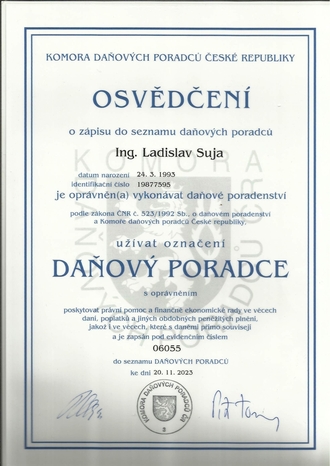 KOMORA DAŇOVÝCH PORADCŮ ČESKÉ REPUBLIKY
OSVĚDČENÍ
o zápisu do seznamu daňových poradců
Ing. Ladislav Suja
datum narození 24. 3. 1993
identifikační číslo 19877595
je oprávněn(a) vykonávat daňové poradenství
podle zákona ČNR č. 523/1992 Sb., o daňovém poradenství
a Komoře daňových poradců České republiky,
užívat označení
DAŇOVÝ PORADCE
s oprávněním
poskytovat právní pomoc a finančně ekonomické rady ve věcech
daní, poplatků a jiných obdobných peněžitých plnění,
jakož i ve věcech, které s daněmi přímo souvisejí
a je zapsán pod evidenčním číslem
06055
do seznamu DAŇOVÝCH PORADCŮ
ke dni 20. 11. 2023
KOMORA DAŇOVÝCH PORADCŮ ČR
3